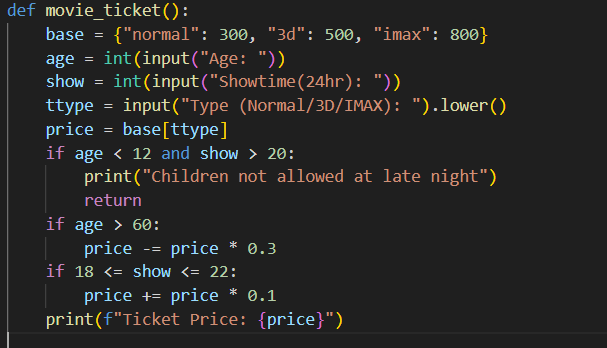 def movie_ticket():
    base = {"normal": 300, "3d": 500, "imax": 800}
    age = int(input("Age: "))
    show = int(input("Showtime(24hr): "))
    ttype = input("Type (Normal/3D/IMAX): ").lower()
    price = base[ttype]
    if age < 12 and show > 20:
        print("Children not allowed at late night")
        return
    if age > 60:
        price -= price * 0.3
    if 18 <= show <= 22:
        price += price * 0.1
    print(f"Ticket Price: {price}")